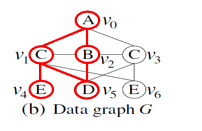 A v0
v1 C B v2 C v3
v4 E D v5 E v6
(b) Data graph G